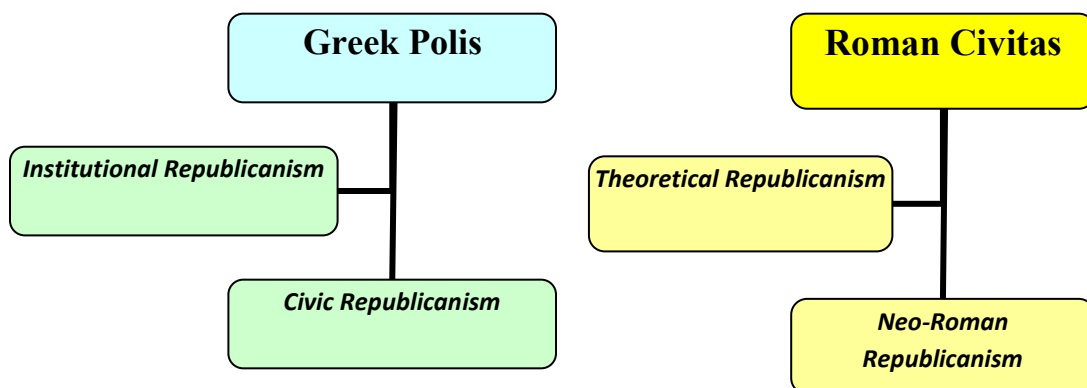 Greek Polis
Institutional Republicanism
Civic Republicanism
Roman Civitas
Theoretical Republicanism
Neo-Roman
Republicanism